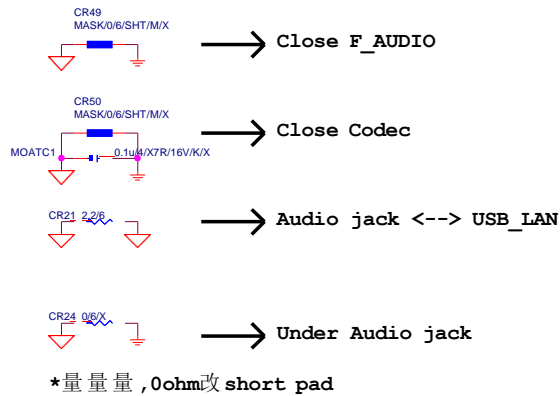 CR49
MASK/0/6/SHT/M/X
Close F_AUDIO
CR50
MASK/0/6/SHT/M/X
Close Codec
MOATC1 0.1u/4/X7R/16V/K/X
CR21 2.2/6
Audio jack <--> USB_LAN
CR24 0/6/X
Under Audio jack
*量量量,0ohm改short pad